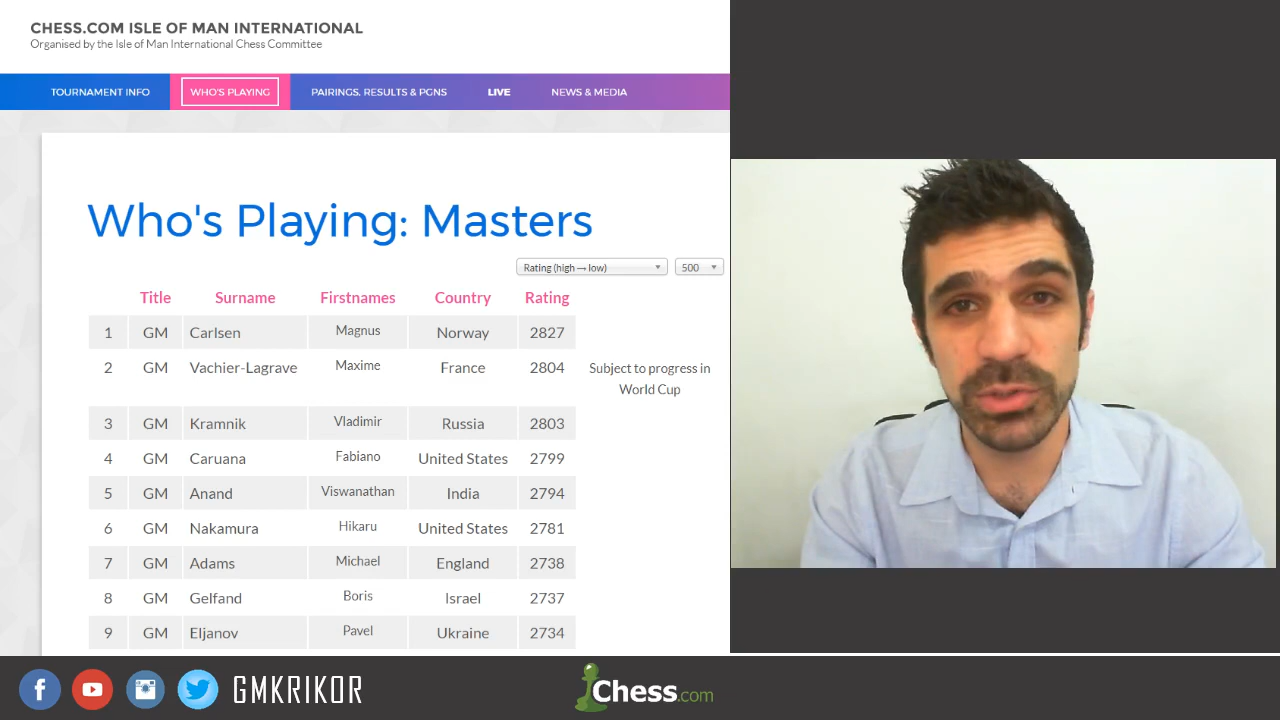 CHESS.COM ISLE OF MAN INTERNATIONAL
Organised by the Isle of Man International Chess Committee
TOURNAMENT INFO WHO'S PLAYING PAIRINGS, RESULTS & PGNS LIVE NEWS & MEDIA
Who's Playing: Masters
Rating (high → low) 500
Title Surname Firstnames Country Rating
1 GM Carlsen Magnus Norway 2827
2 GM Vachier-Lagrave Maxime France 2804 Subject to progress in
World Cup
3 GM Kramnik Vladimir Russia 2803
4 GM Caruana Fabiano United States 2799
5 GM Anand Viswanathan India 2794
6 GM Nakamura Hikaru United States 2781
7 GM Adams Michael England 2738
8 GM Gelfand Boris Israel 2737
9 GM Eljanov Pavel Ukraine 2734
GMKRIKOR
Chess.com